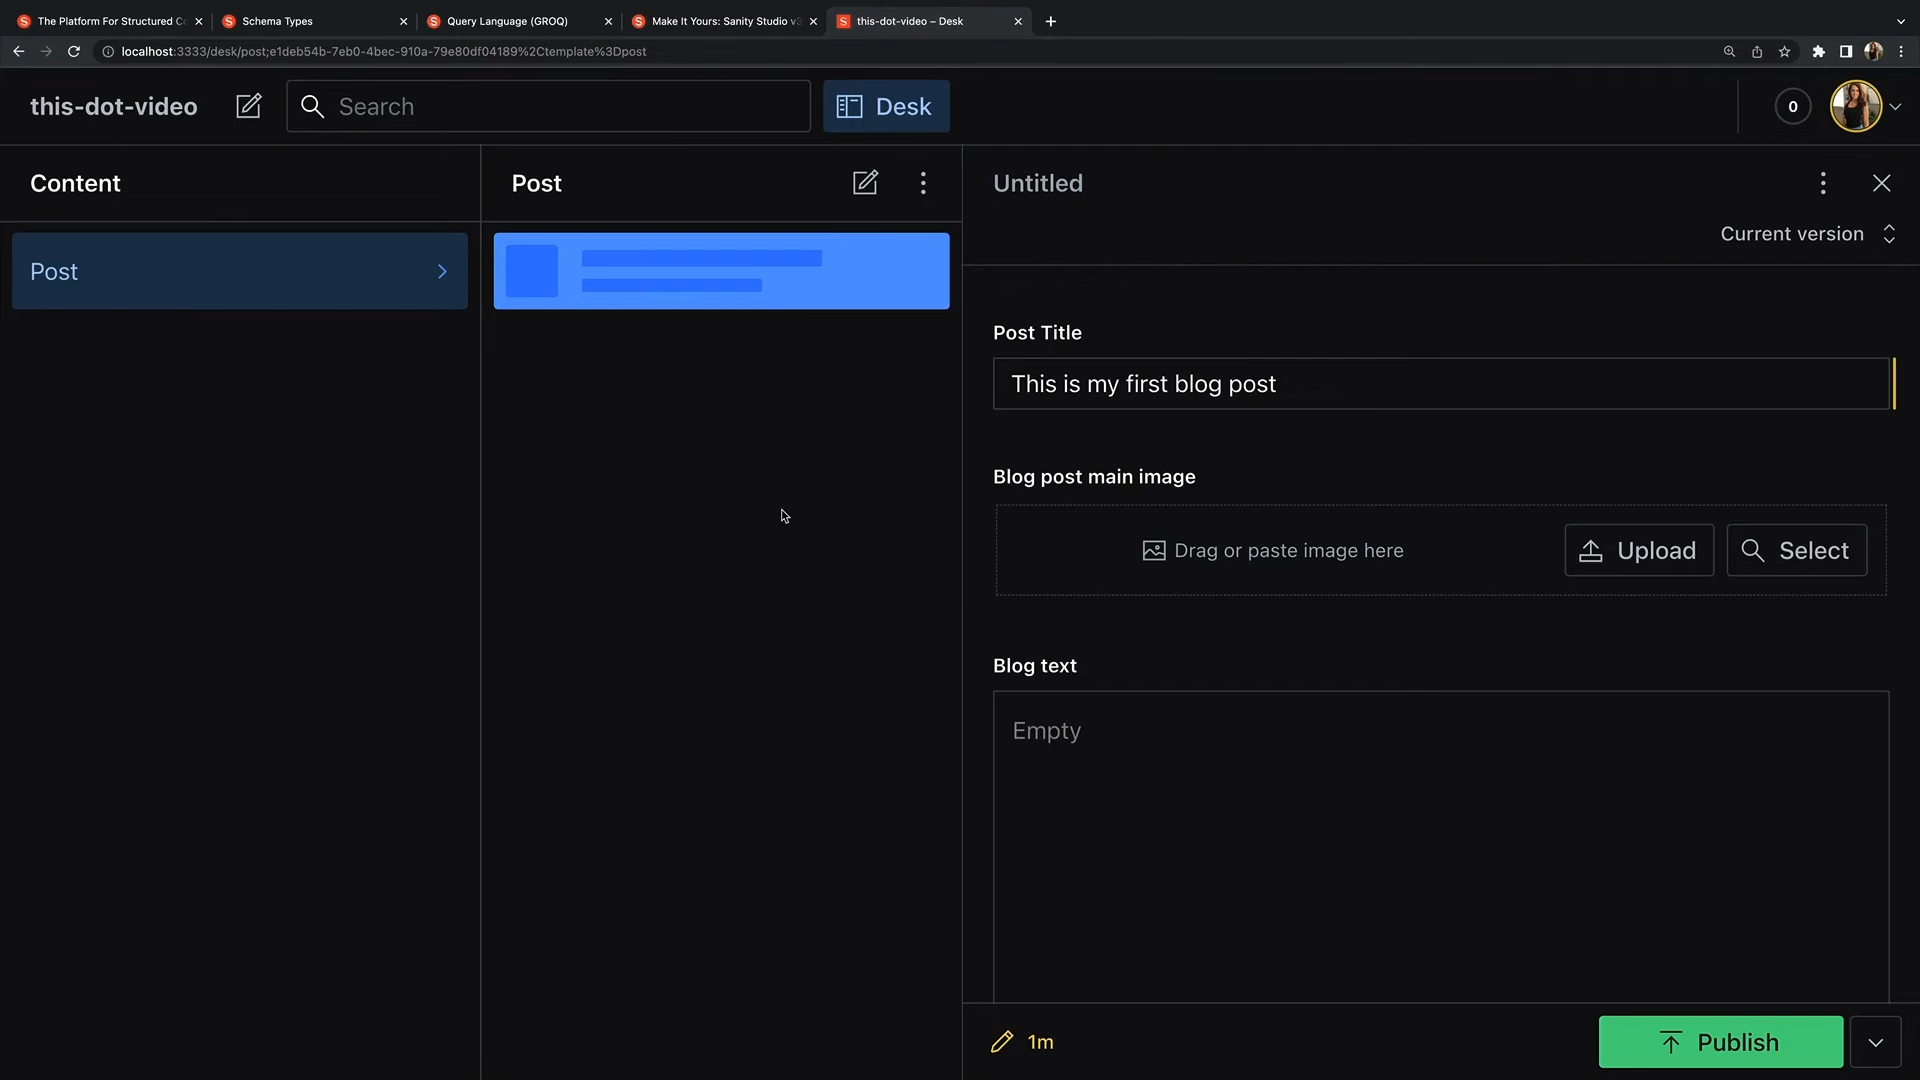 The Platform For Structured Co
Schema Types
Query Language (GROQ)
Make It Yours: Sanity Studio v3
this-dot-video – Desk
localhost:3333/desk/post;e1deb54b-7eb0-4bec-910a-79e80df04189%2Ctemplate%3Dpost
this-dot-video
Search
Desk
0
Content
Post
Untitled
Current version
Post
Post Title
This is my first blog post
Blog post main image
Drag or paste image here
Upload
Select
Blog text
Empty
1m
Publish